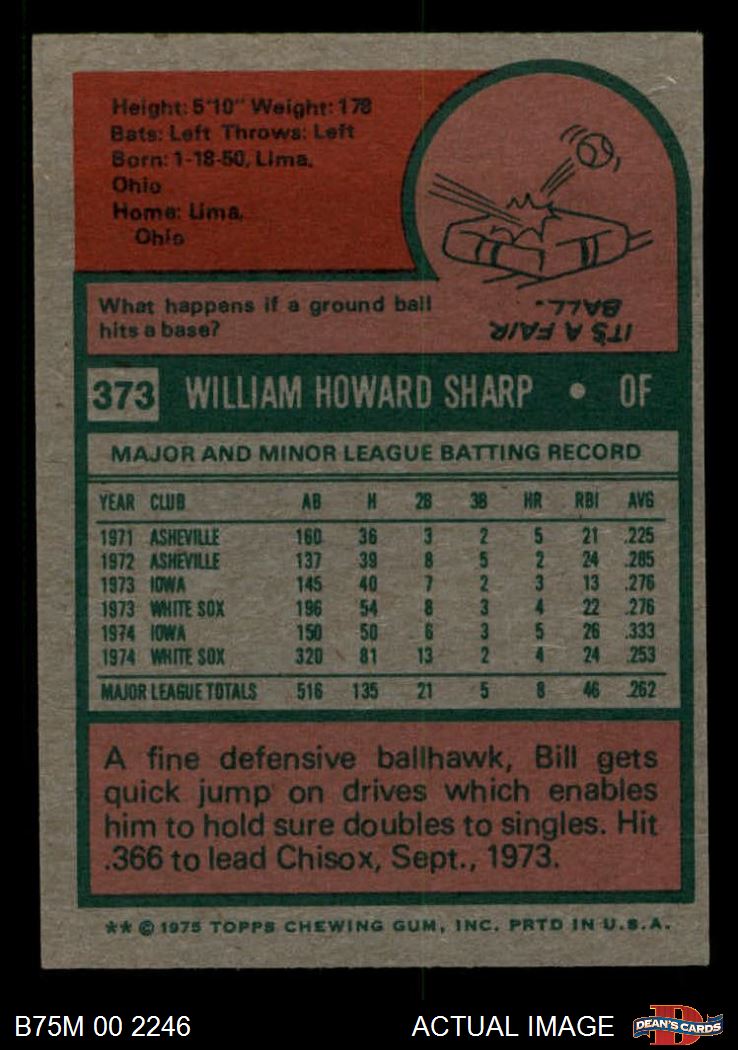 Height: 5'10" Weight: 178
Bats: Left Throws: Left
Born: 1-18-50, Lima,
Ohio
Home: Lima,
Ohio
What happens if a ground ball
hits a base?
IT'S A FAIR
BALL.
373 WILLIAM HOWARD SHARP • OF
MAJOR AND MINOR LEAGUE BATTING RECORD
YEAR CLUB AB H 2B 3B HR RBI AVG
1971 ASHEVILLE 160 36 3 2 5 21 .225
1972 ASHEVILLE 137 39 8 5 2 24 .285
1973 IOWA 145 40 7 2 3 13 .276
1973 WHITE SOX 196 54 8 3 4 22 .276
1974 IOWA 150 50 6 3 5 26 .333
1974 WHITE SOX 320 81 13 2 4 24 .253
MAJOR LEAGUE TOTALS 516 135 21 5 8 46 .262
A fine defensive ballhawk, Bill gets
quick jump on drives which enables
him to hold sure doubles to singles. Hit
.366 to lead Chisox, Sept., 1973.
** © 1975 TOPPS CHEWING GUM, INC. PRTD IN U.S.A.
B75M 00 2246 ACTUAL IMAGE D DEAN'S CARDS